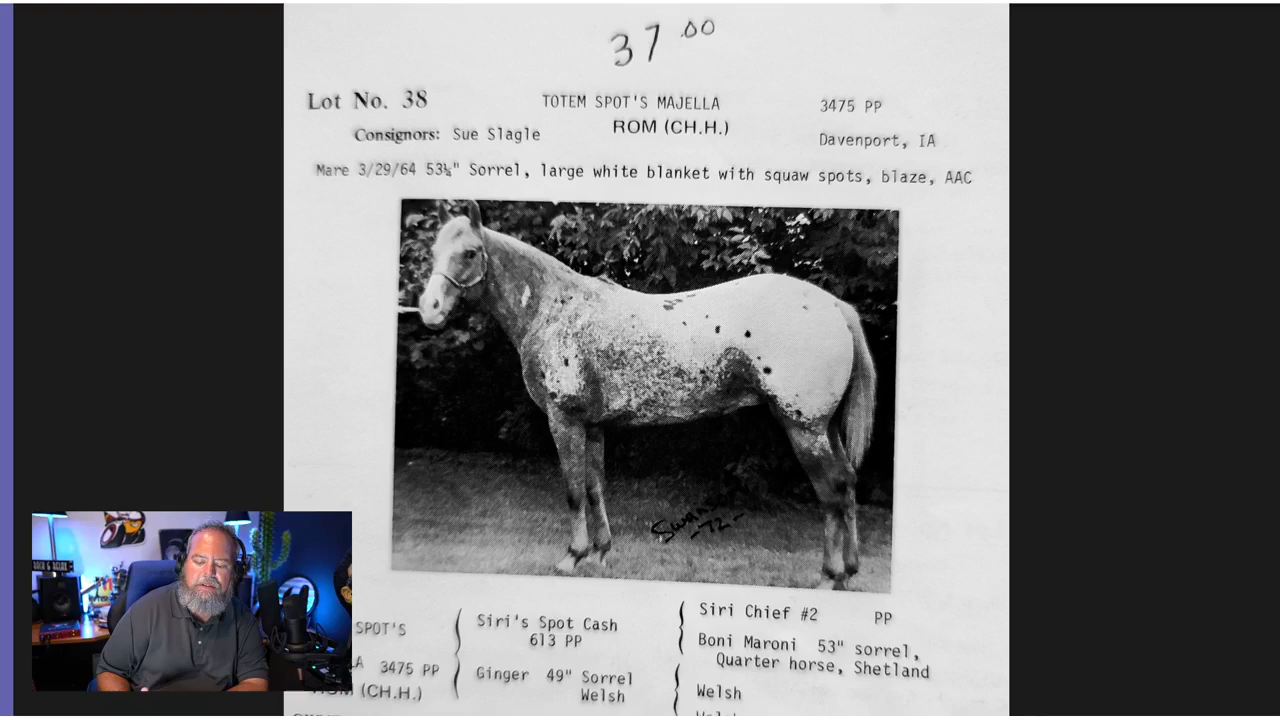 37.00
Lot No. 38
TOTEM SPOT'S MAJELLA
3475 PP
Consignors: Sue Slagle
ROM (CH.H.)
Davenport, IA
Mare 3/29/64 53¼" Sorrel, large white blanket with squaw spots, blaze, AAC
-72-
SPOT'S
3475 PP
(CH.H.)
Siri's Spot Cash
613 PP
Ginger 49" Sorrel
Welsh
Siri Chief #2 PP
Boni Maroni 53" sorrel,
Quarter horse, Shetland
Welsh